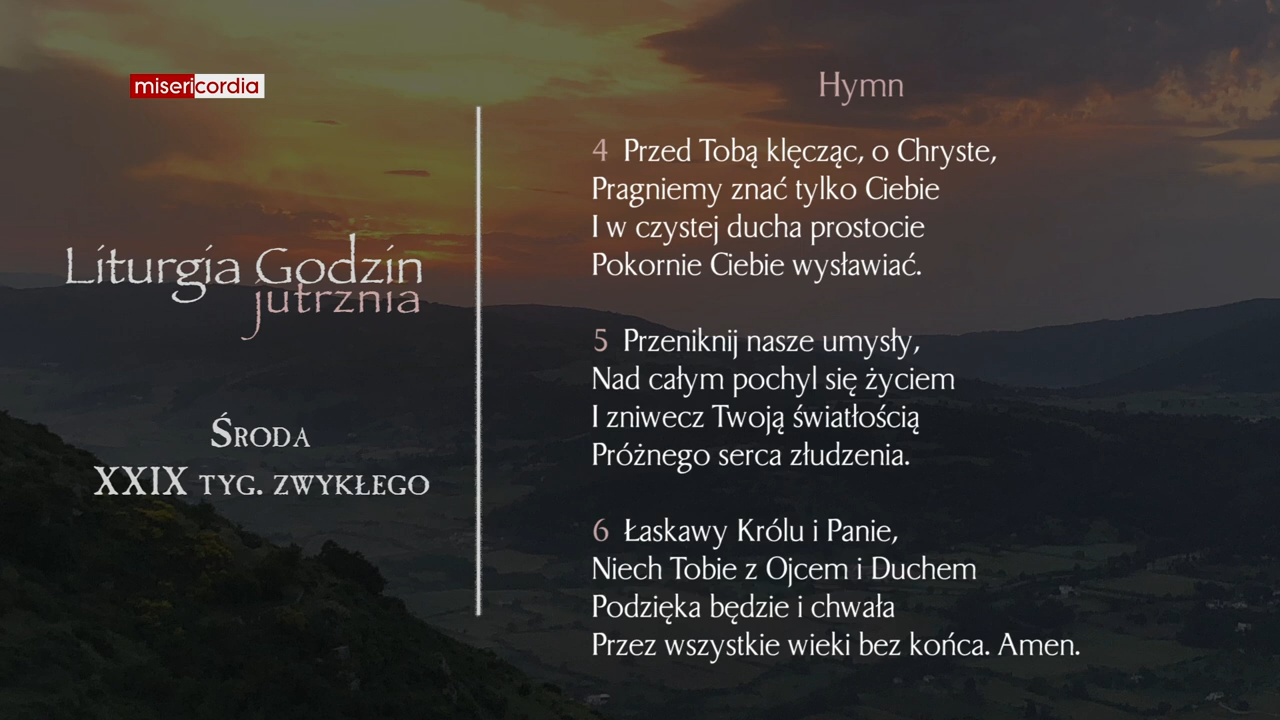 misericordia
Liturgia Godzin
jutrznia
Środa
XXIX tyg. zwykłego
Hymn
4 Przed Tobą klęcząc, o Chryste,
Pragniemy znać tylko Ciebie
I w czystej ducha prostocie
Pokornie Ciebie wysławiać.
5 Przeniknij nasze umysły,
Nad całym pochyl się życiem
I zniwecz Twoją światłością
Próżnego serca złudzenia.
6 Łaskawy Królu i Panie,
Niech Tobie z Ojcem i Duchem
Podzięka będzie i chwała
Przez wszystkie wieki bez końca. Amen.